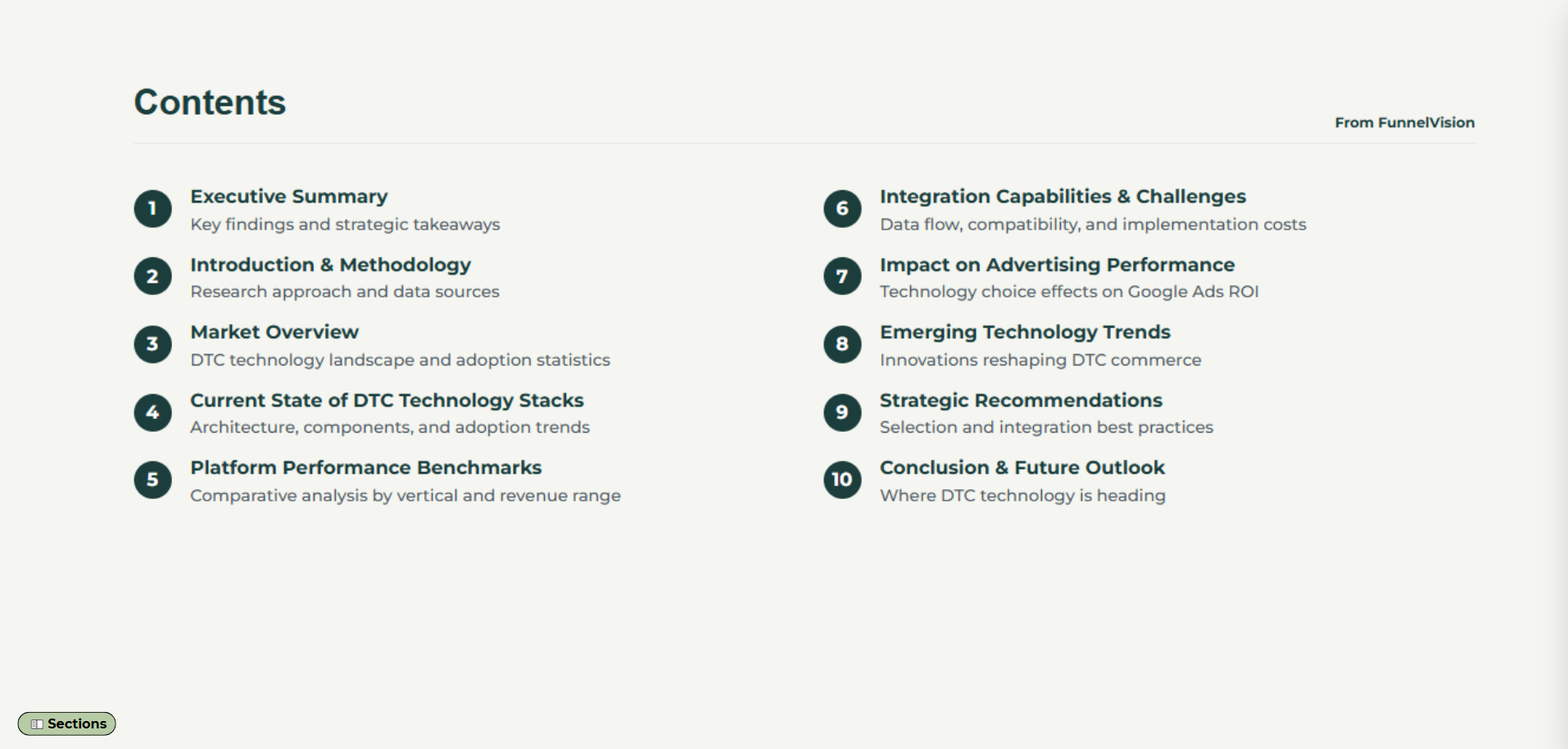 Contents
From FunnelVision
1
Executive Summary
Key findings and strategic takeaways
2
Introduction & Methodology
Research approach and data sources
3
Market Overview
DTC technology landscape and adoption statistics
4
Current State of DTC Technology Stacks
Architecture, components, and adoption trends
5
Platform Performance Benchmarks
Comparative analysis by vertical and revenue range
6
Integration Capabilities & Challenges
Data flow, compatibility, and implementation costs
7
Impact on Advertising Performance
Technology choice effects on Google Ads ROI
8
Emerging Technology Trends
Innovations reshaping DTC commerce
9
Strategic Recommendations
Selection and integration best practices
10
Conclusion & Future Outlook
Where DTC technology is heading
Sections